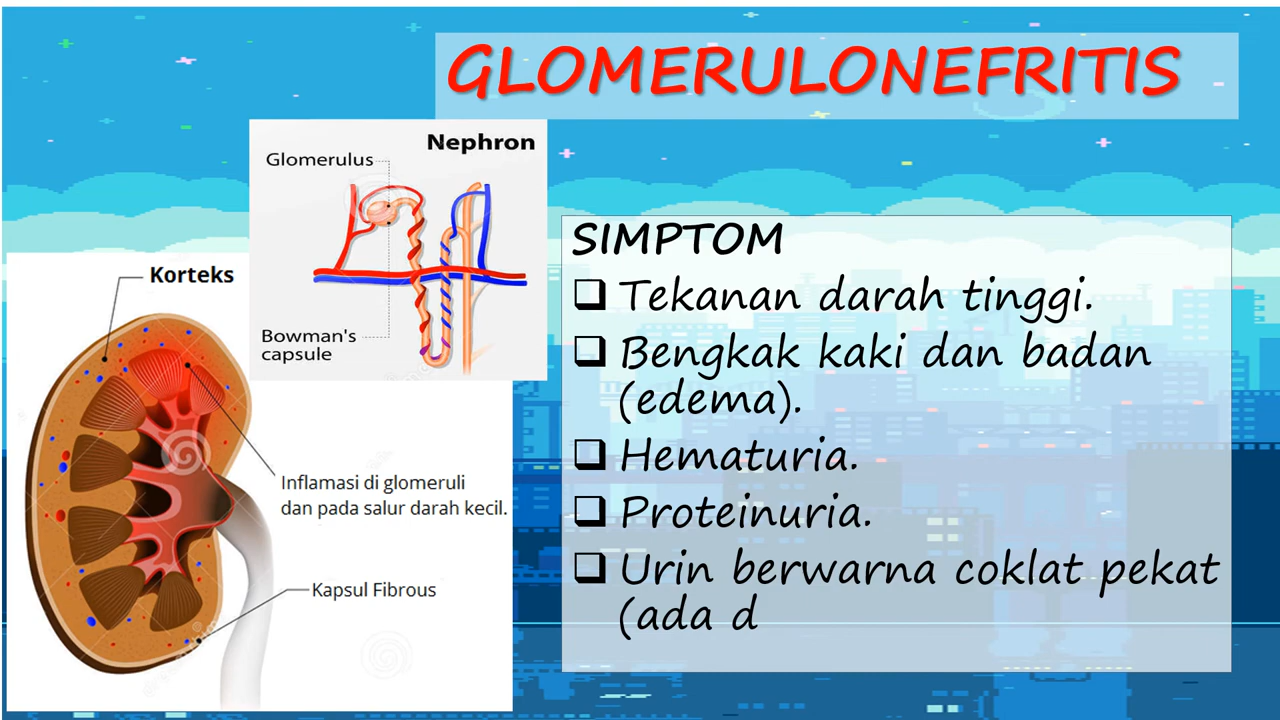 GLOMERULONEFRITIS
Nephron
Glomerulus
Bowman's
capsule
Korteks
Inflamasi di glomeruli
dan pada salur darah kecil.
Kapsul Fibrous
SIMPTOM
Tekanan darah tinggi.
Bengkak kaki dan badan
(edema).
Hematuria.
Proteinuria.
Urin berwarna coklat pekat
(ada d